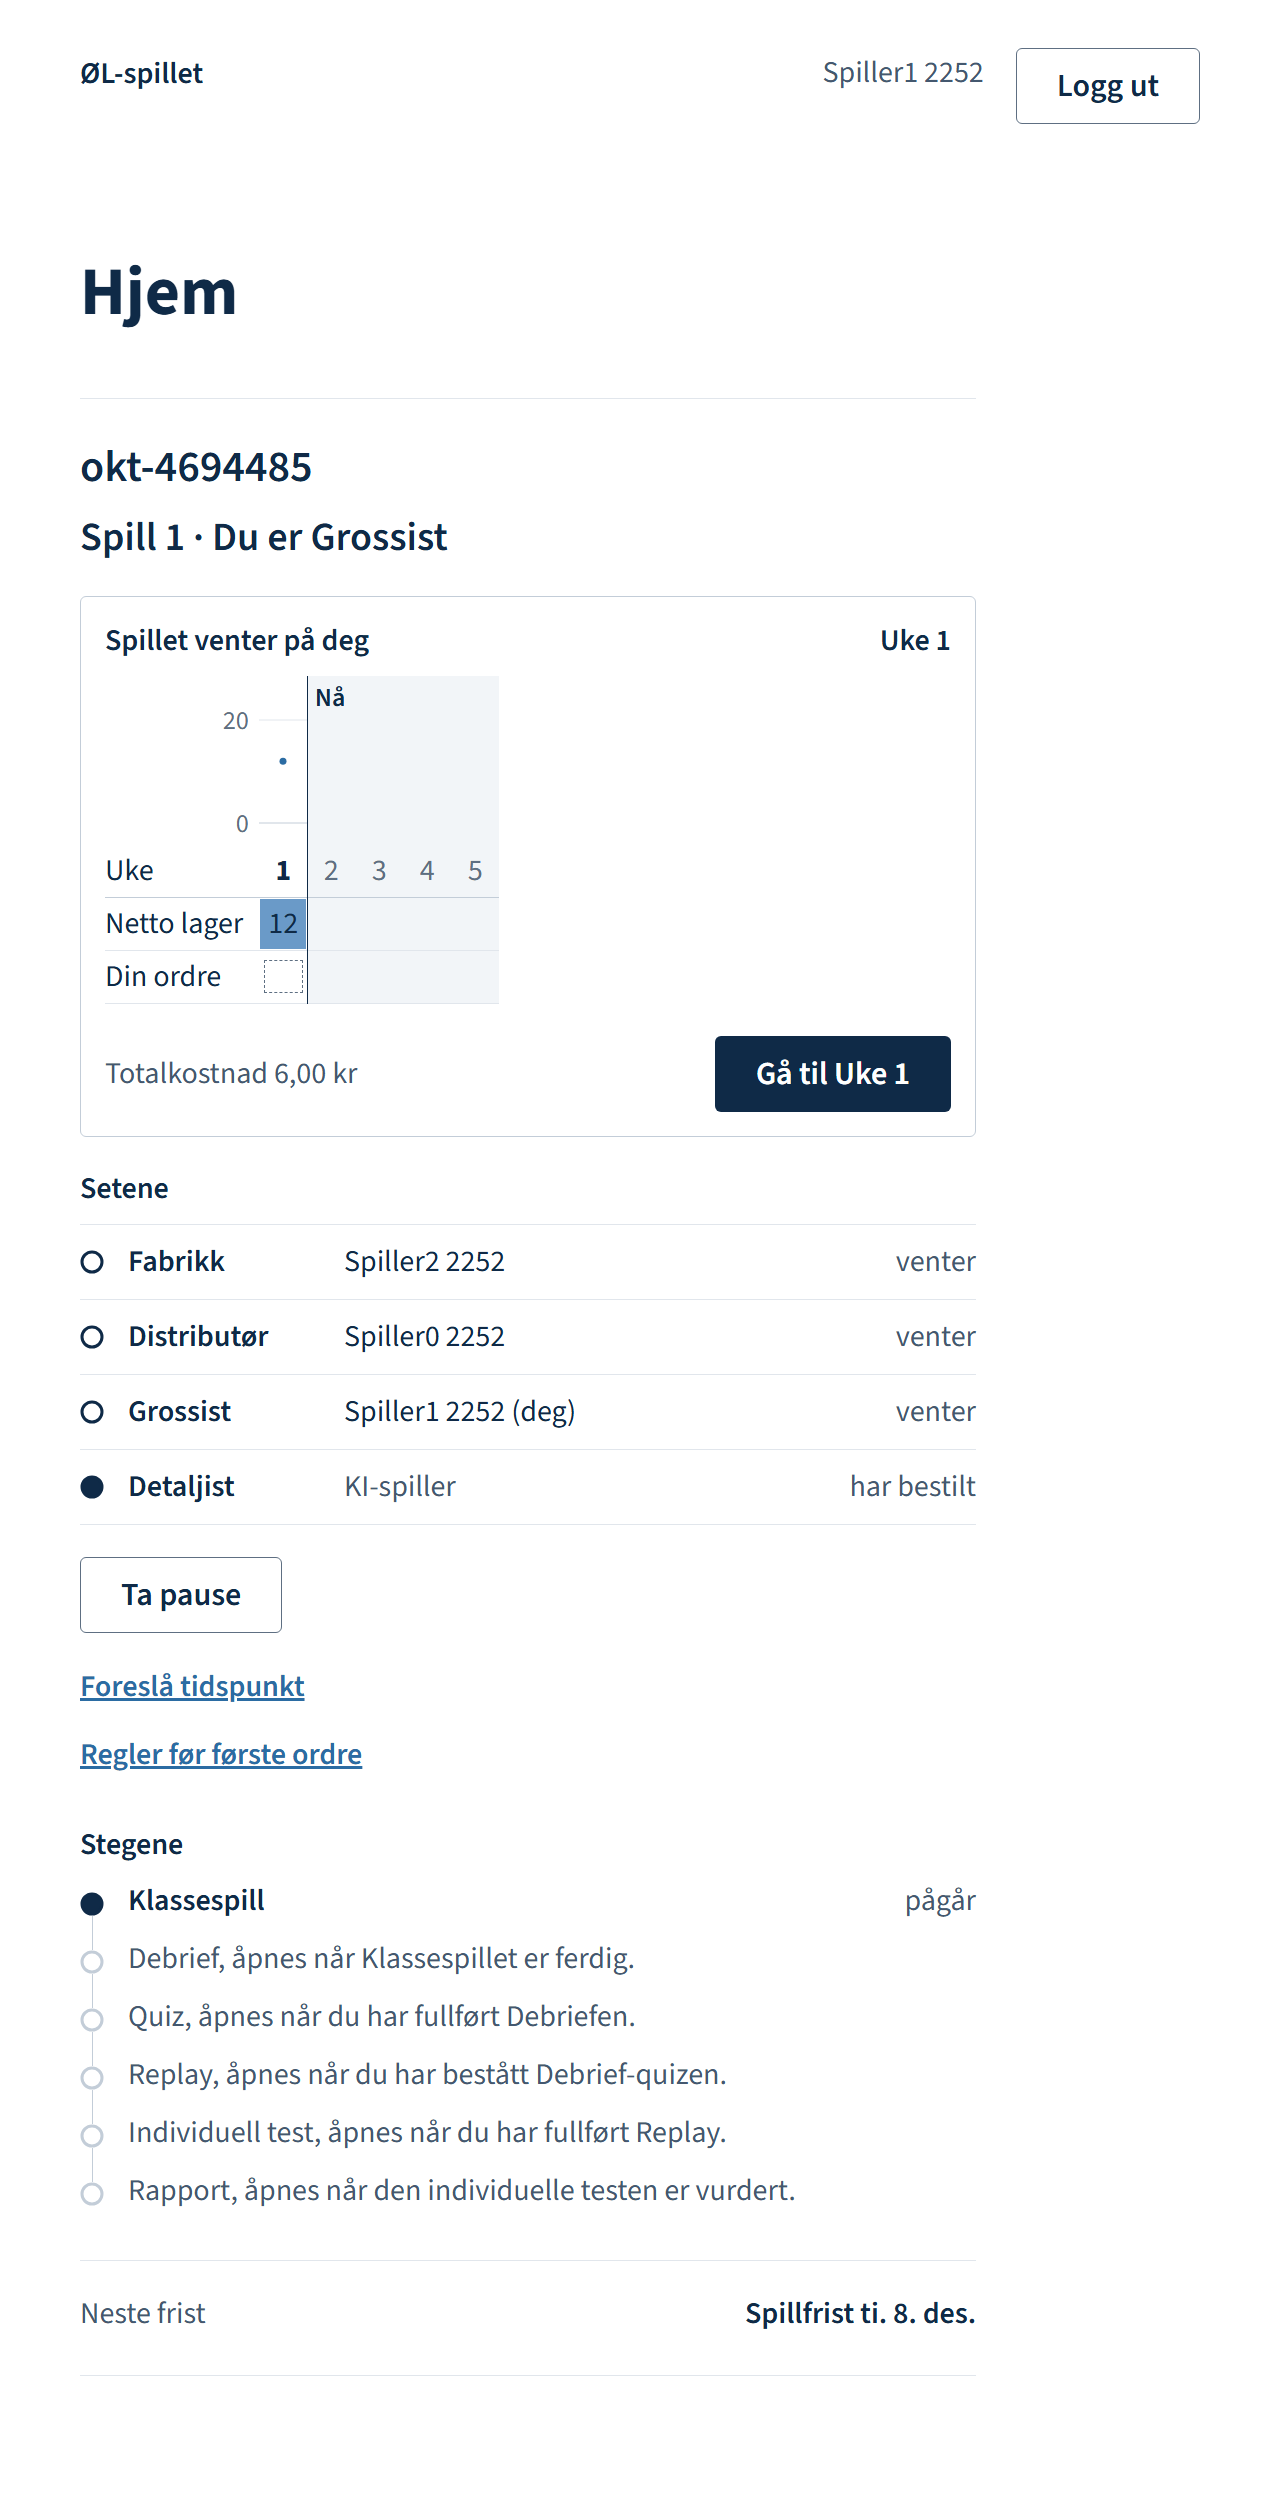 ØL-spillet
Spiller1 2252
Logg ut
Hjem
okt-4694485
Spill 1 · Du er Grossist
Spillet venter på deg
Uke 1
Nå
20
0
Uke 1 2 3 4 5
Netto lager 12
Din ordre
Totalkostnad 6,00 kr
Gå til Uke 1
Setene
Fabrikk Spiller2 2252 venter
Distributør Spiller0 2252 venter
Grossist Spiller1 2252 (deg) venter
Detaljist KI-spiller har bestilt
Ta pause
Foreslå tidspunkt
Regler før første ordre
Stegene
Klassespill pågår
Debrief, åpnes når Klassespillet er ferdig.
Quiz, åpnes når du har fullført Debriefen.
Replay, åpnes når du har bestått Debrief-quizen.
Individuell test, åpnes når du har fullført Replay.
Rapport, åpnes når den individuelle testen er vurdert.
Neste frist Spillfrist ti. 8. des.